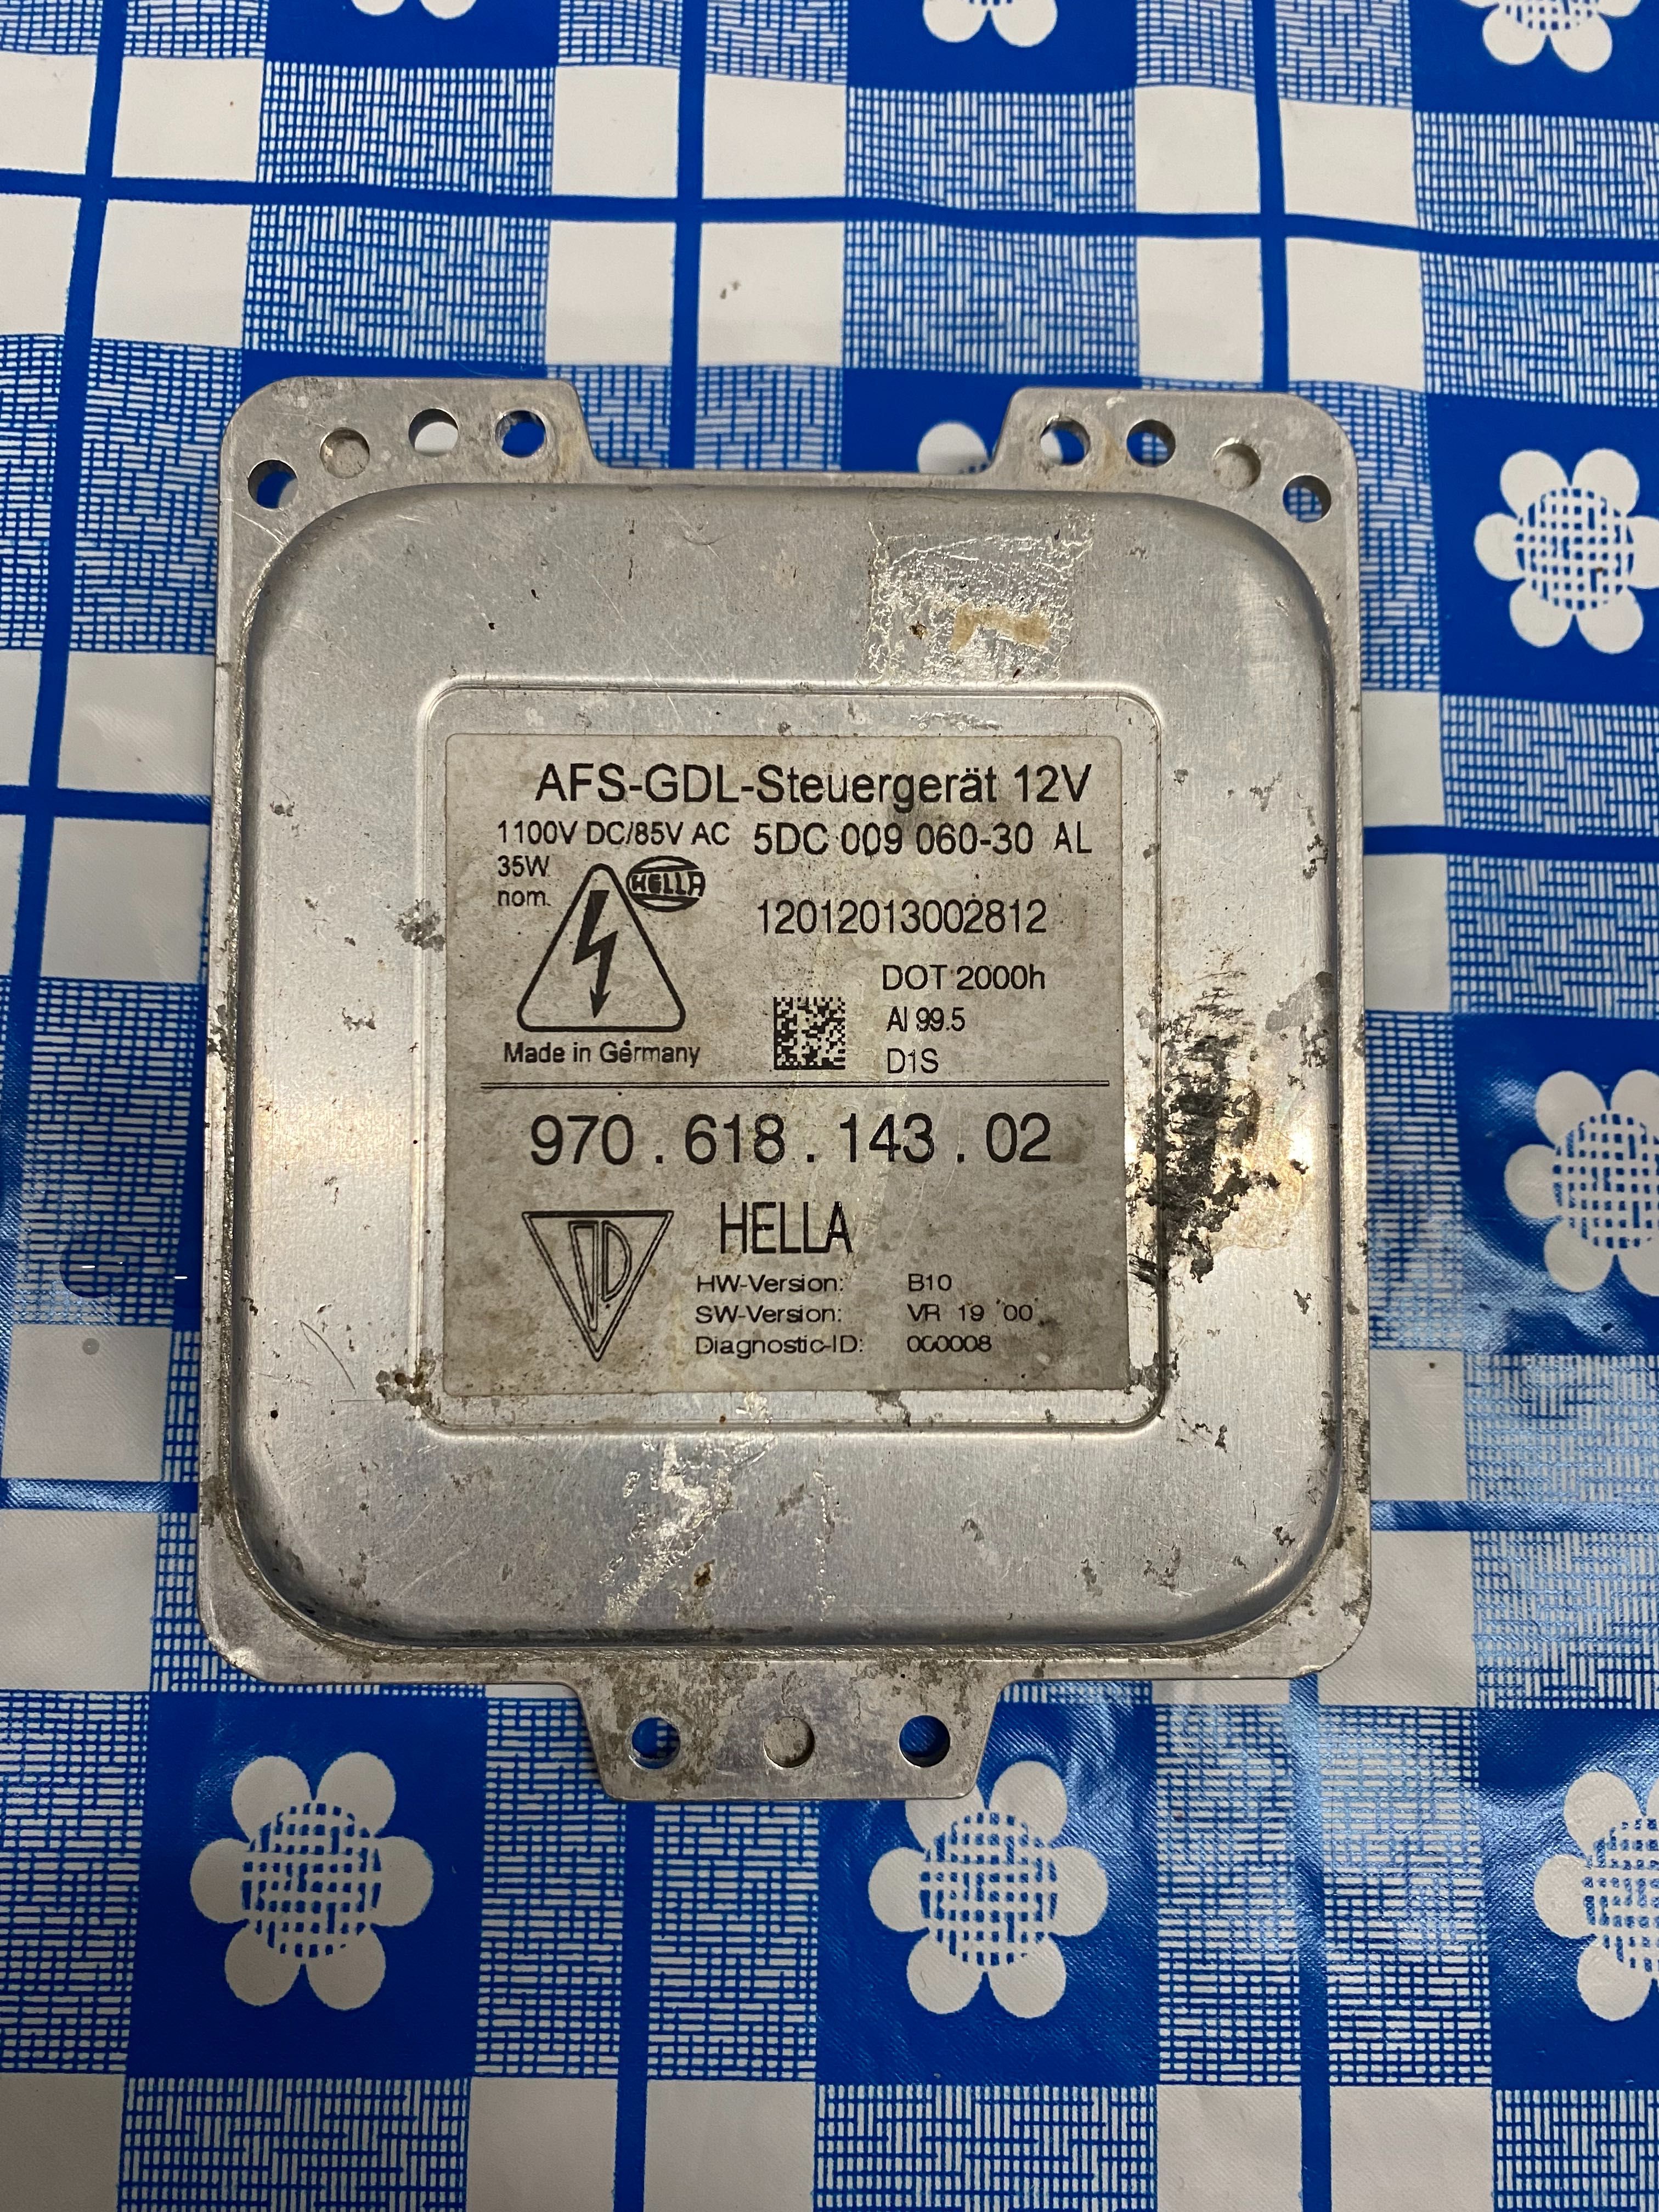 AFS-GDL-Steuergerät 12V
1100V DC/85V AC 5DC 009 060-30 AL
35W
nom.
HELLA
12012013002812
DOT 2000h
Al 99.5
D1S
Made in Germany
970 . 618 . 143 . 02
HELLA
HW-Version: B10
SW-Version: VR 19 00
Diagnostic-ID: 000008